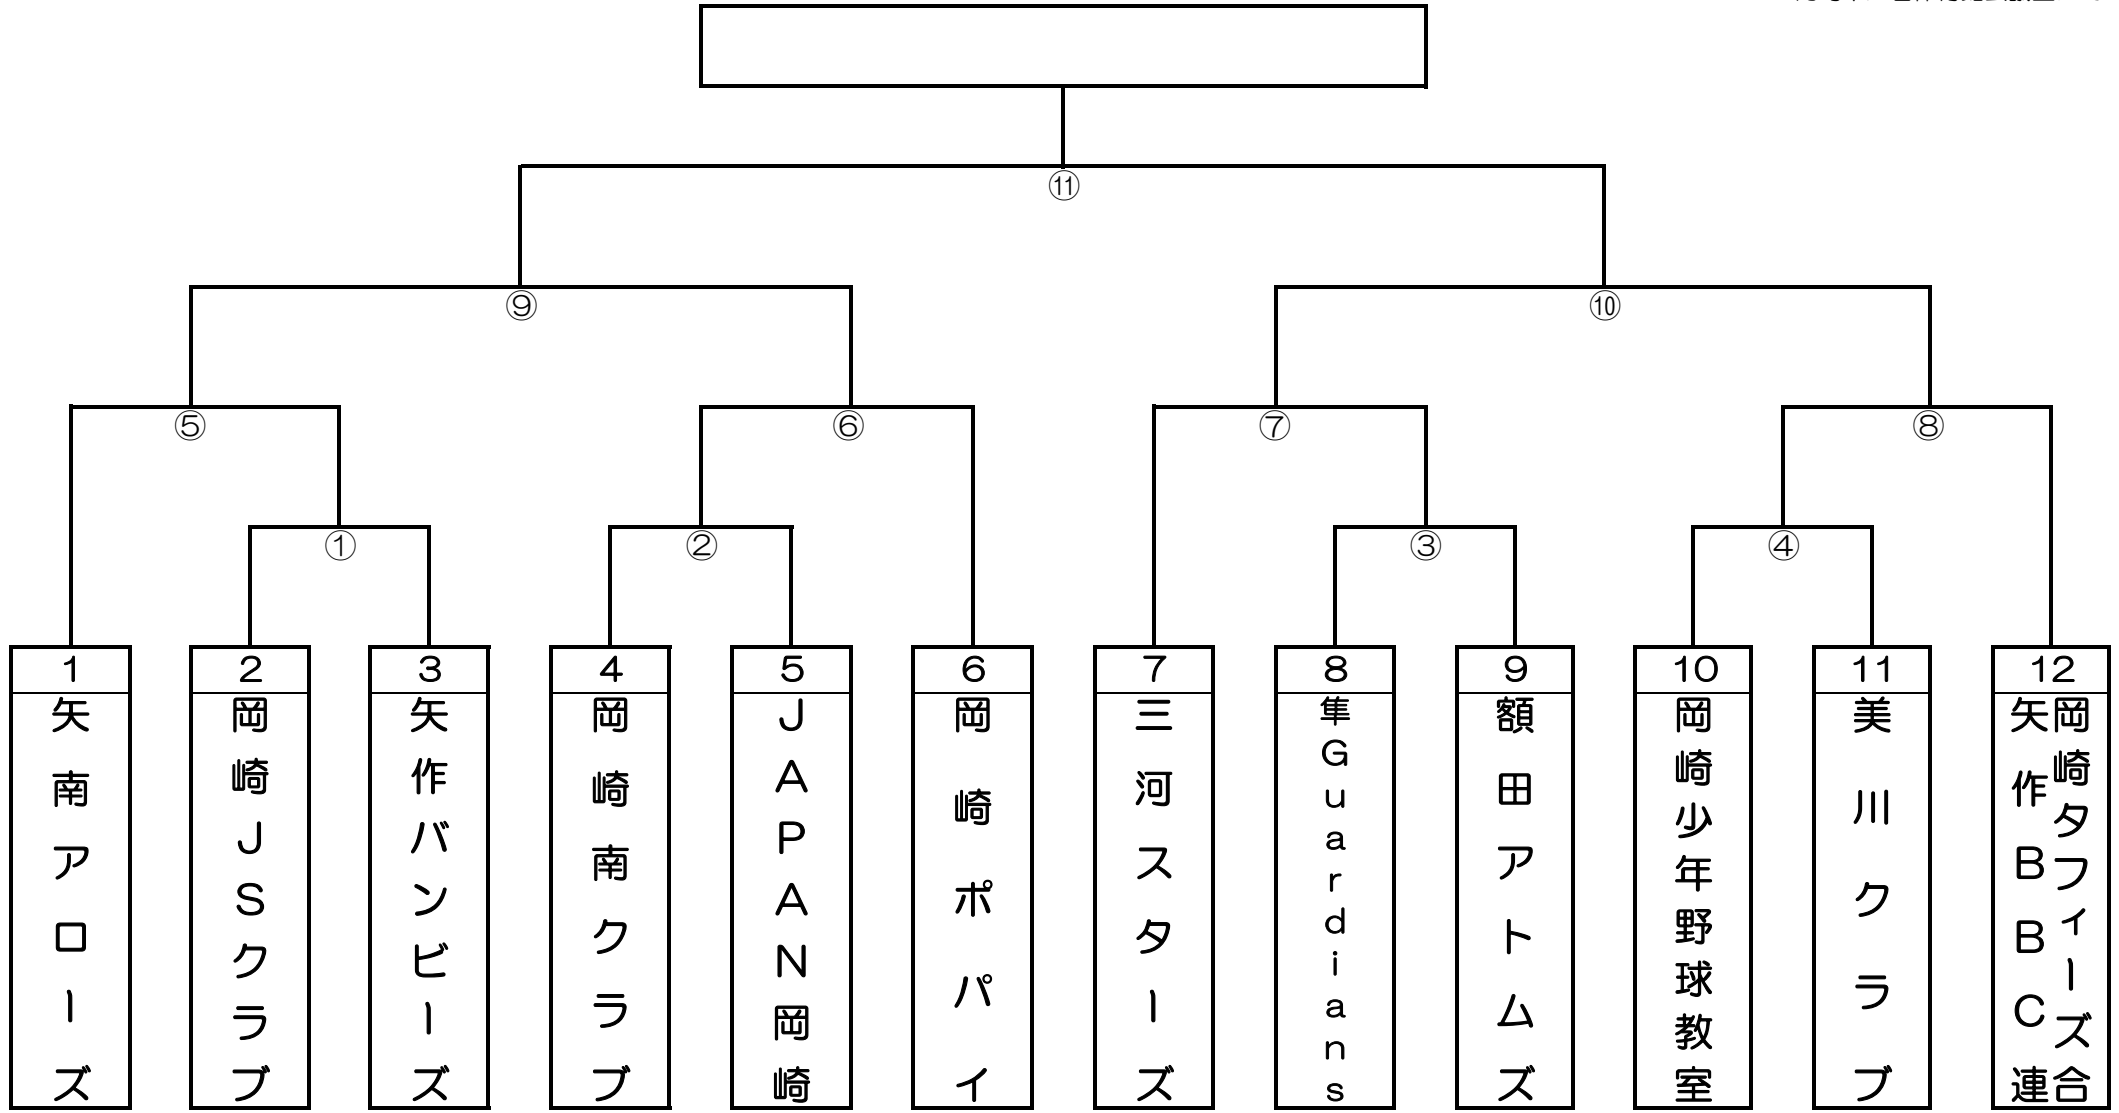 ⑪
⑨
⑩
⑤
⑥
⑦
⑧
①
②
③
④
1
矢南アローズ
2
岡崎JSクラブ
3
矢作バンビーズ
4
岡崎南クラブ
5
JAPAN岡崎
6
岡崎ポパイ
7
三河スターズ
8
隼Guardians
9
額田アトムズ
10
岡崎少年野球教室
11
美川クラブ
12
岡崎タフィーズ合
矢作BBC連